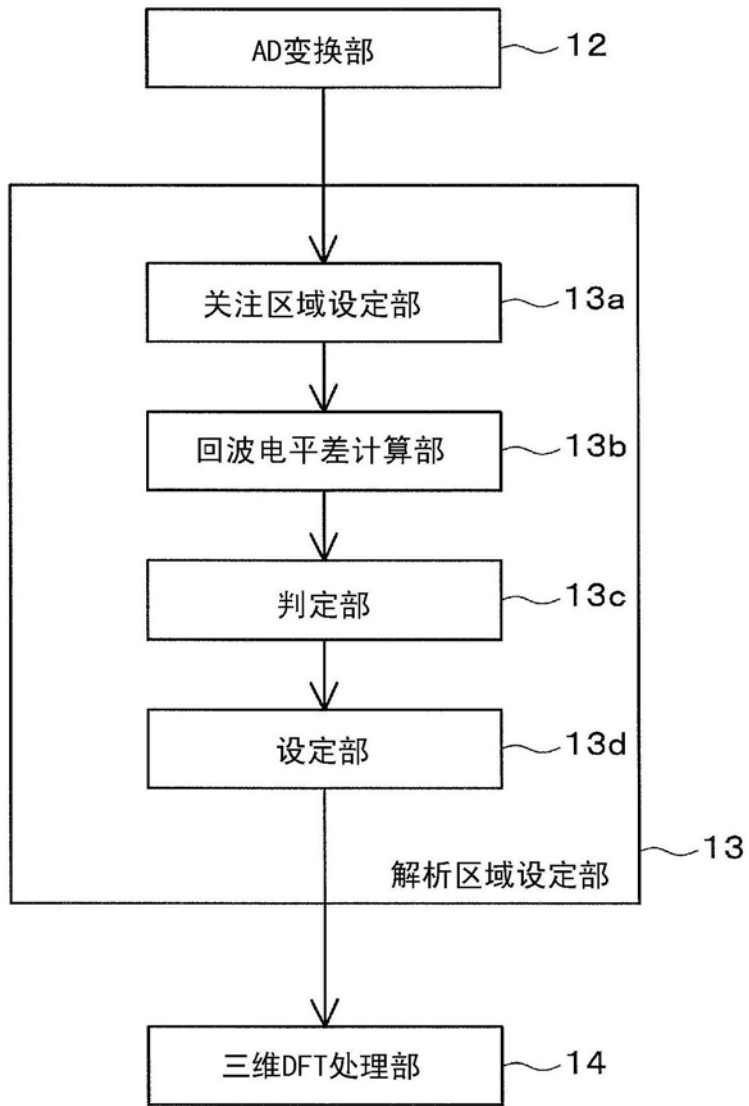 AD变换部 12
关注区域设定部 13a
回波电平差计算部 13b
判定部 13c
设定部 13d
解析区域设定部 13
三维DFT处理部 14